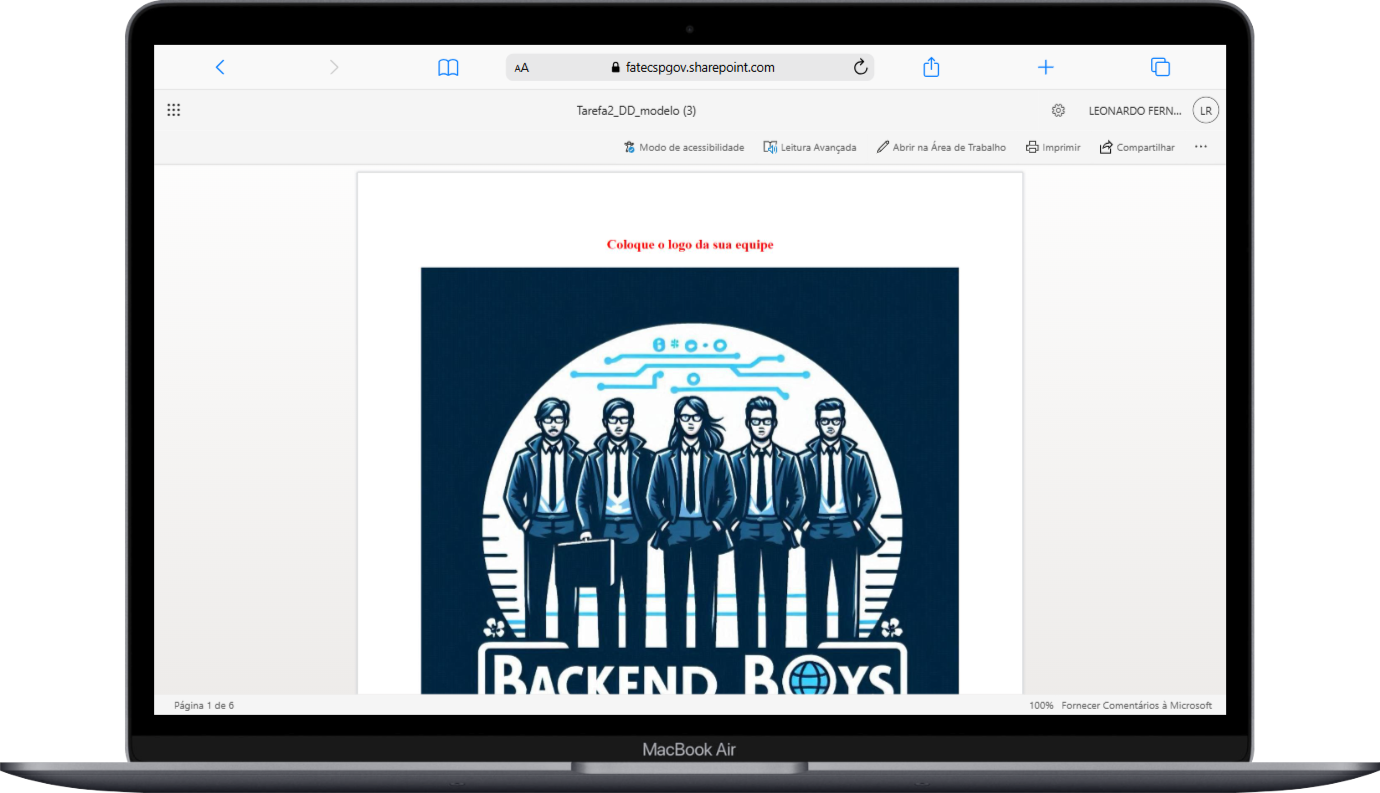 AA fatecspgov.sharepoint.com
Tarefa2_DD_modelo (3) LEONARDO FERN... LR
Modo de acessibilidade Leitura Avançada Abrir na Área de Trabalho Imprimir Compartilhar ...
Coloque o logo da sua equipe
BACKEND BOYS
Página 1 de 6 100% Fornecer Comentários à Microsoft
MacBook Air